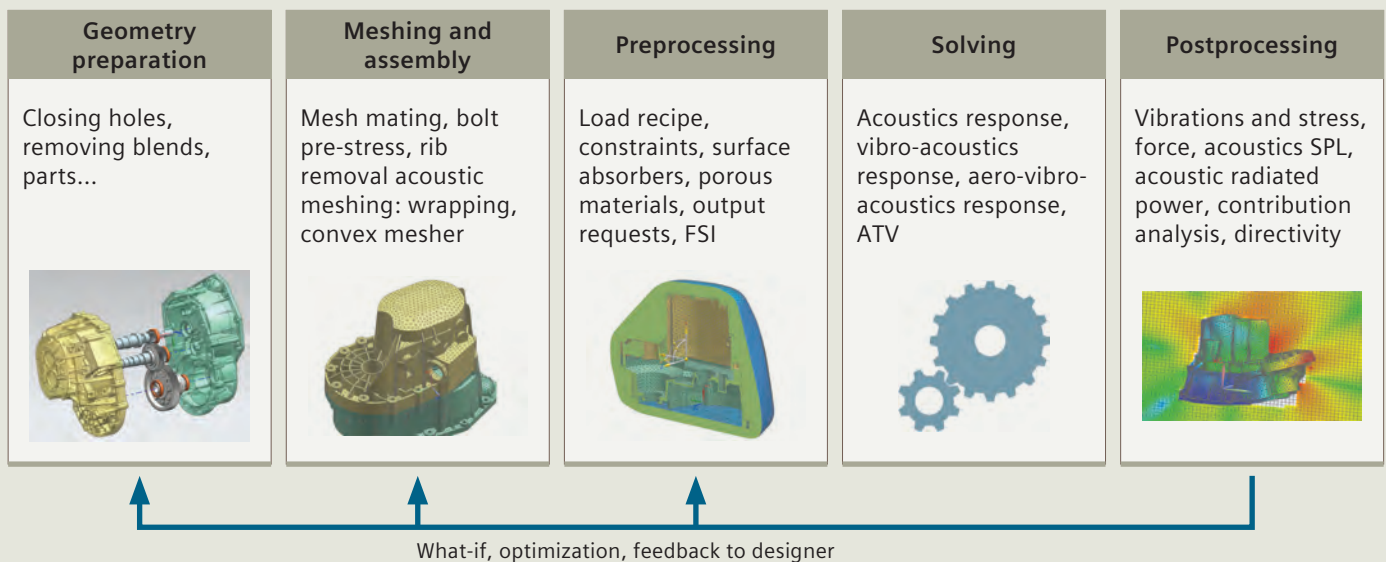 Geometry
preparation
Closing holes,
removing blends,
parts...
Meshing and
assembly
Mesh mating, bolt
pre-stress, rib
removal acoustic
meshing: wrapping,
convex mesher
Preprocessing
Load recipe,
constraints, surface
absorbers, porous
materials, output
requests, FSI
Solving
Acoustics response,
vibro-acoustics
response, aero-vibro-
acoustics response,
ATV
Postprocessing
Vibrations and stress,
force, acoustics SPL,
acoustic radiated
power, contribution
analysis, directivity
What-if, optimization, feedback to designer